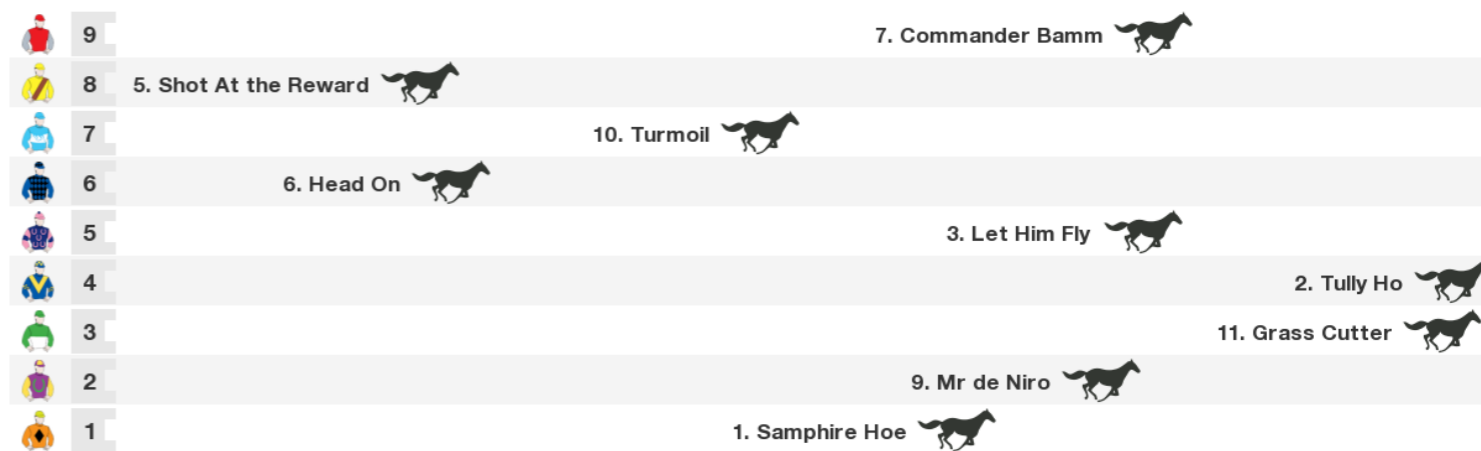 9 7. Commander Bamm
8 5. Shot At the Reward
7 10. Turmoil
6 6. Head On
5 3. Let Him Fly
4 2. Tully Ho
3 11. Grass Cutter
2 9. Mr de Niro
1 1. Samphire Hoe